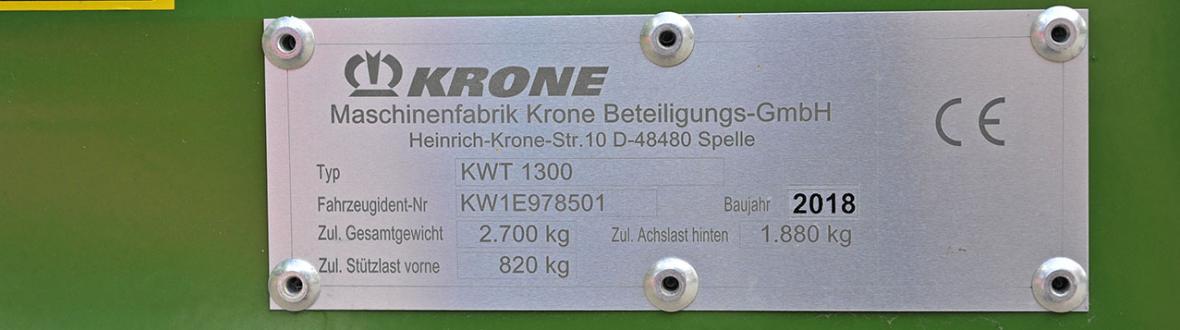 KRONE
Maschinenfabrik Krone Beteiligungs-GmbH
Heinrich-Krone-Str.10 D-48480 Spelle
CE
Typ KWT 1300
Fahrzeugident-Nr KW1E978501 Baujahr 2018
Zul. Gesamtgewicht 2.700 kg Zul. Achslast hinten 1.880 kg
Zul. Stützlast vorne 820 kg